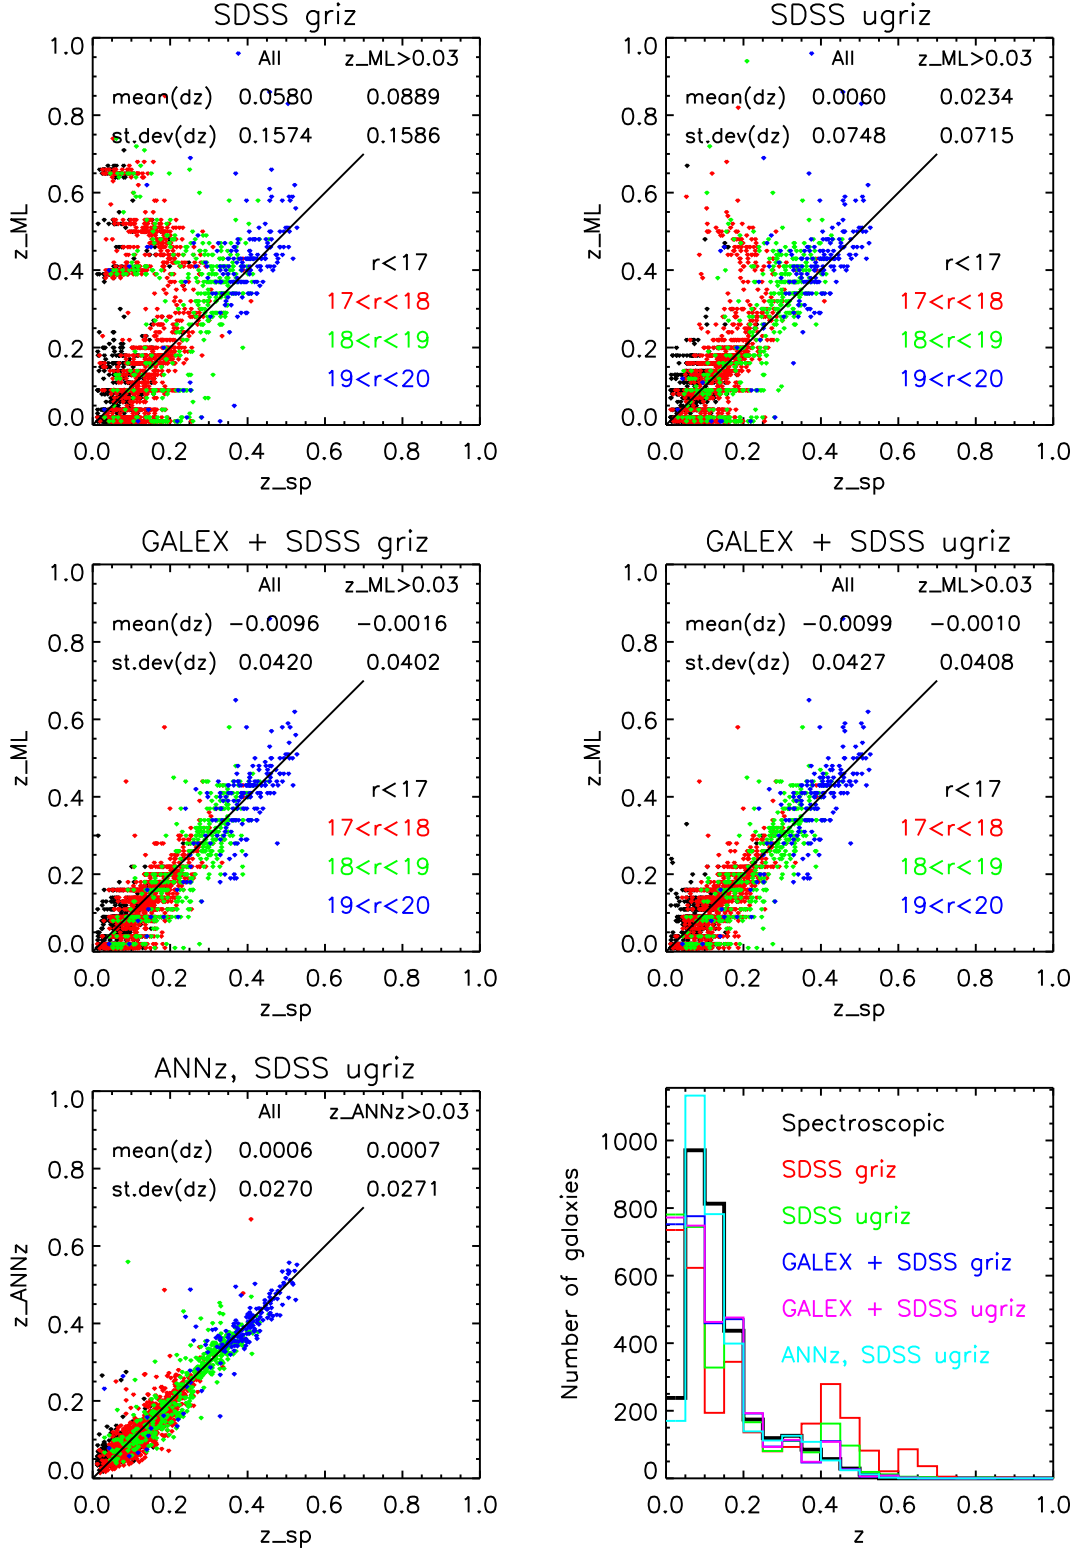 SDSS griz
1.0
0.8
0.6
0.4
0.2
0.0
z_ML
All z_ML>0.03
mean(dz) 0.0580 0.0889
st.dev(dz) 0.1574 0.1586
r<17
17<r<18
18<r<19
19<r<20
0.0 0.2 0.4 0.6 0.8 1.0
z_sp
SDSS ugriz
1.0
0.8
0.6
0.4
0.2
0.0
z_ML
All z_ML>0.03
mean(dz) 0.0060 0.0234
st.dev(dz) 0.0748 0.0715
r<17
17<r<18
18<r<19
19<r<20
0.0 0.2 0.4 0.6 0.8 1.0
z_sp
GALEX + SDSS griz
1.0
0.8
0.6
0.4
0.2
0.0
z_ML
All z_ML>0.03
mean(dz) −0.0096 −0.0016
st.dev(dz) 0.0420 0.0402
r<17
17<r<18
18<r<19
19<r<20
0.0 0.2 0.4 0.6 0.8 1.0
z_sp
GALEX + SDSS ugriz
1.0
0.8
0.6
0.4
0.2
0.0
z_ML
All z_ML>0.03
mean(dz) −0.0099 −0.0010
st.dev(dz) 0.0427 0.0408
r<17
17<r<18
18<r<19
19<r<20
0.0 0.2 0.4 0.6 0.8 1.0
z_sp
ANNz, SDSS ugriz
1.0
0.8
0.6
0.4
0.2
0.0
z_ANNz
All z_ANNz>0.03
mean(dz) 0.0006 0.0007
st.dev(dz) 0.0270 0.0271
0.0 0.2 0.4 0.6 0.8 1.0
z_sp
1000
800
600
400
200
0
Number of galaxies
Spectroscopic
SDSS griz
SDSS ugriz
GALEX + SDSS griz
GALEX + SDSS ugriz
ANNz, SDSS ugriz
0.0 0.2 0.4 0.6 0.8 1.0
z